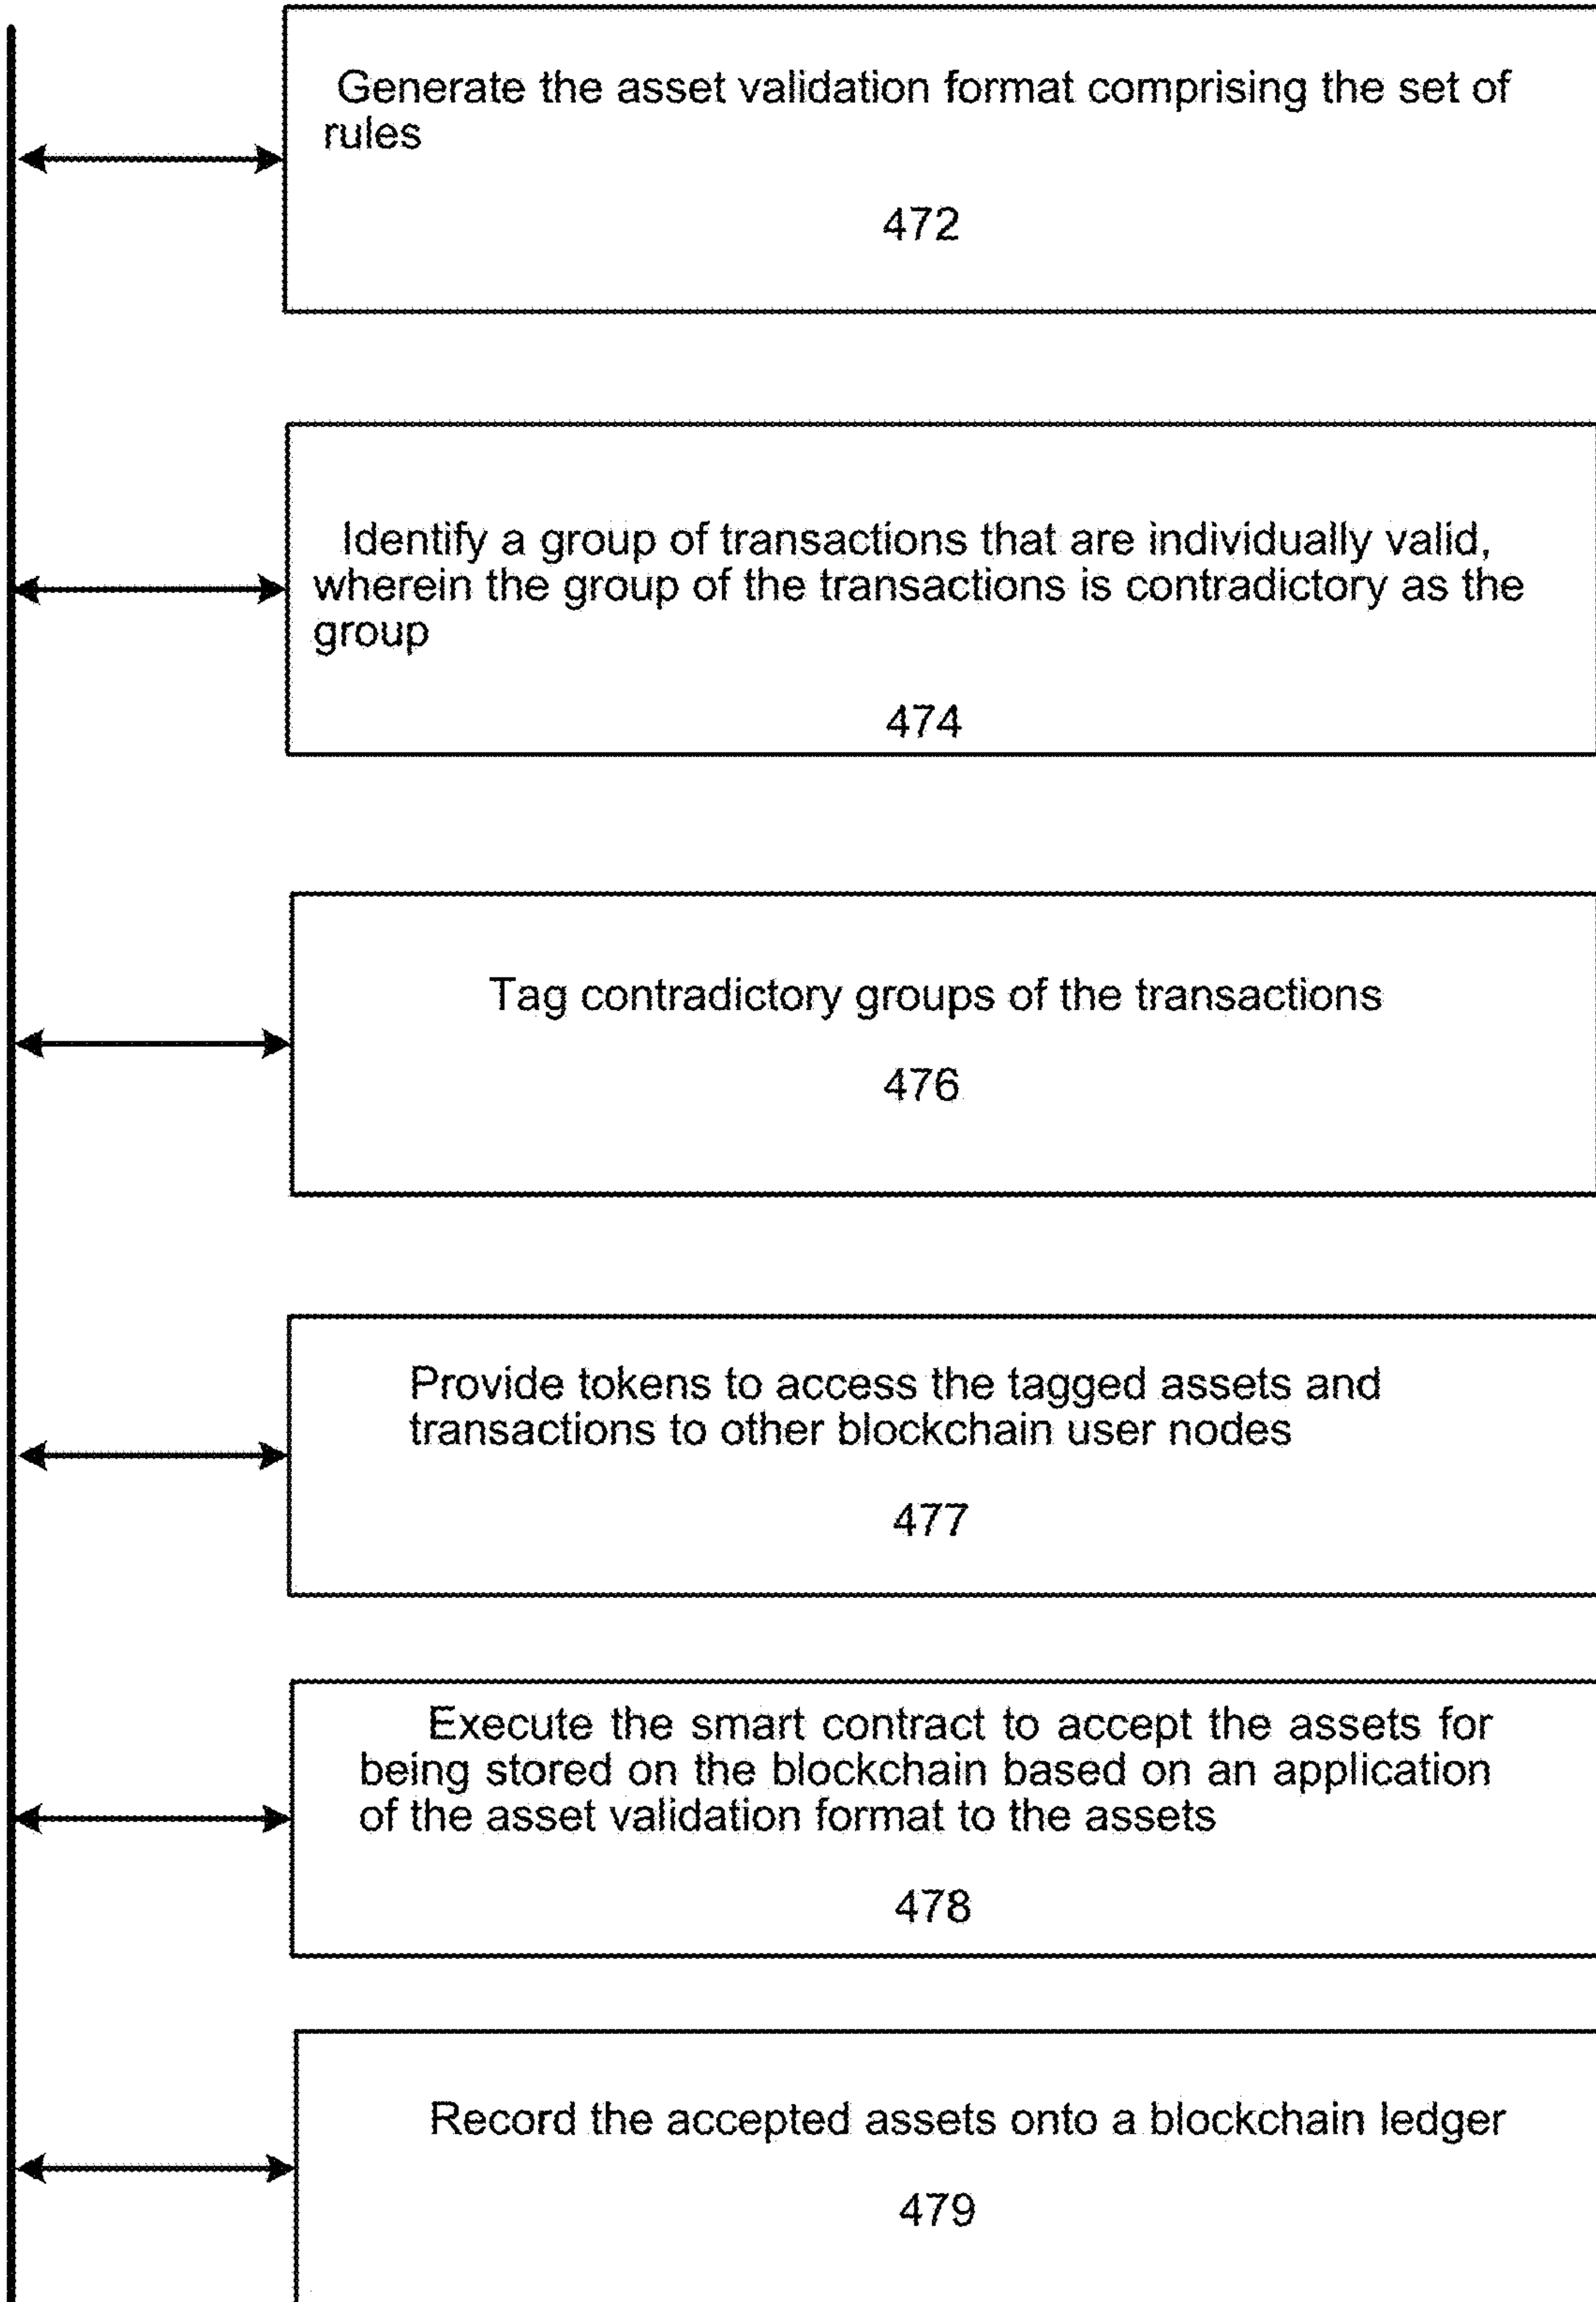 Generate the asset validation format comprising the set of
rules
472
Identify a group of transactions that are individually valid,
wherein the group of the transactions is contradictory as the
group
474
Tag contradictory groups of the transactions
476
Provide tokens to access the tagged assets and
transactions to other blockchain user nodes
477
Execute the smart contract to accept the assets for
being stored on the blockchain based on an application
of the asset validation format to the assets
478
Record the accepted assets onto a blockchain ledger
479